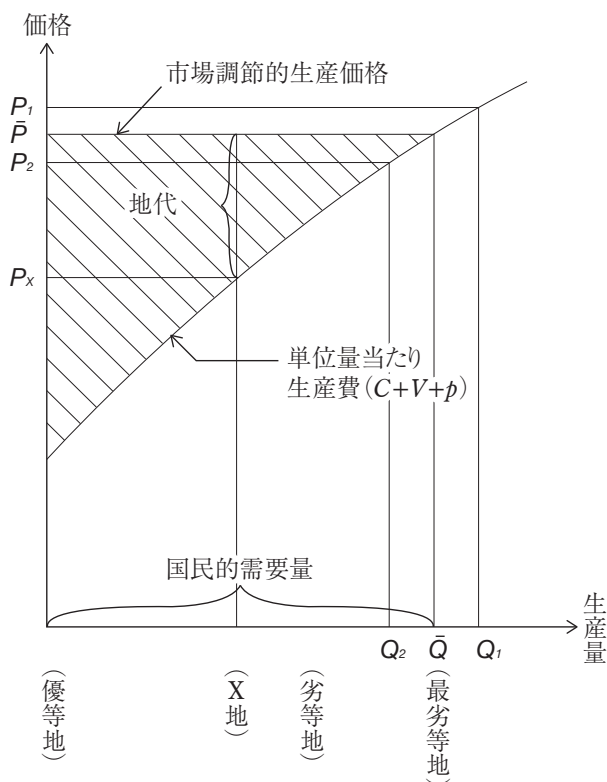 価格
市場調節的生産価格
P1
P̄
P2
地代
PX
単位量当たり
生産費(C+V+p)
国民的需要量
生産量
Q2
Q̄
Q1
(優等地)
(X地)
(劣等地)
(最劣等地)